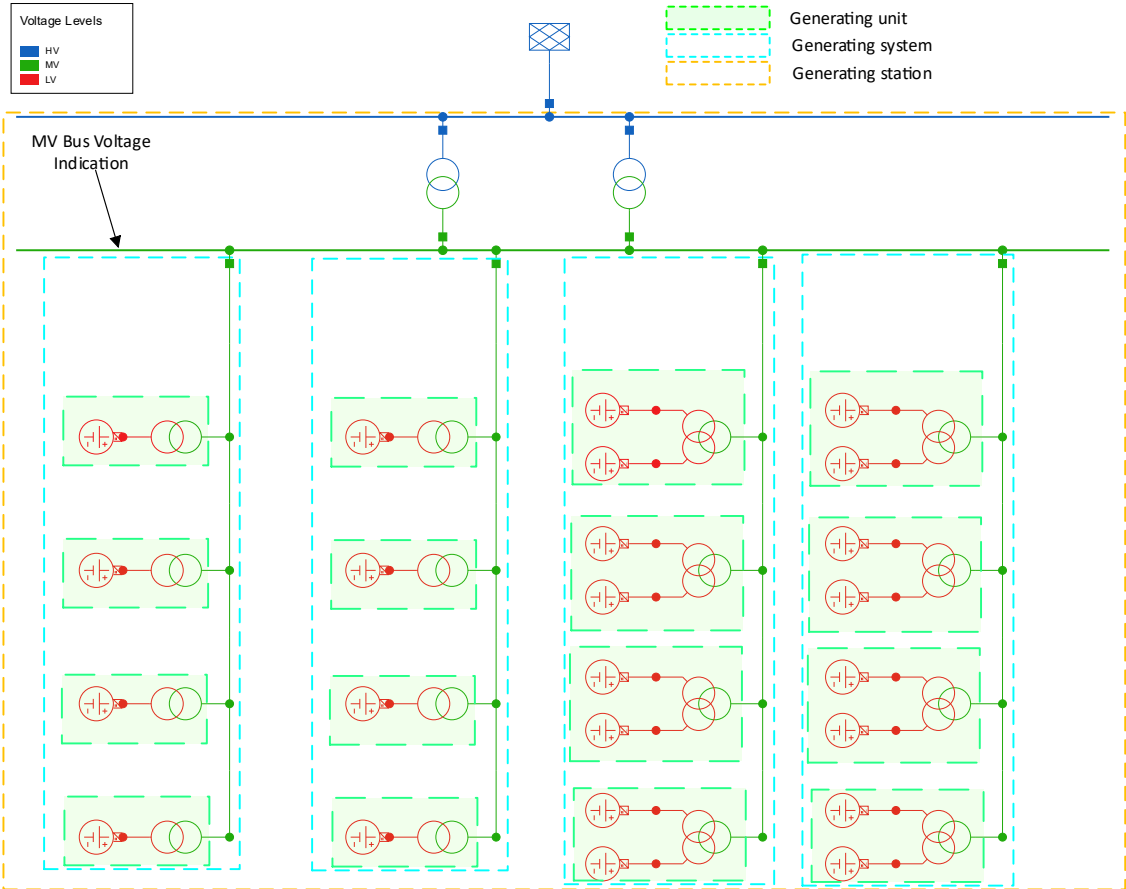 Voltage Levels
HV
MV
LV
Generating unit
Generating system
Generating station
MV Bus Voltage
Indication